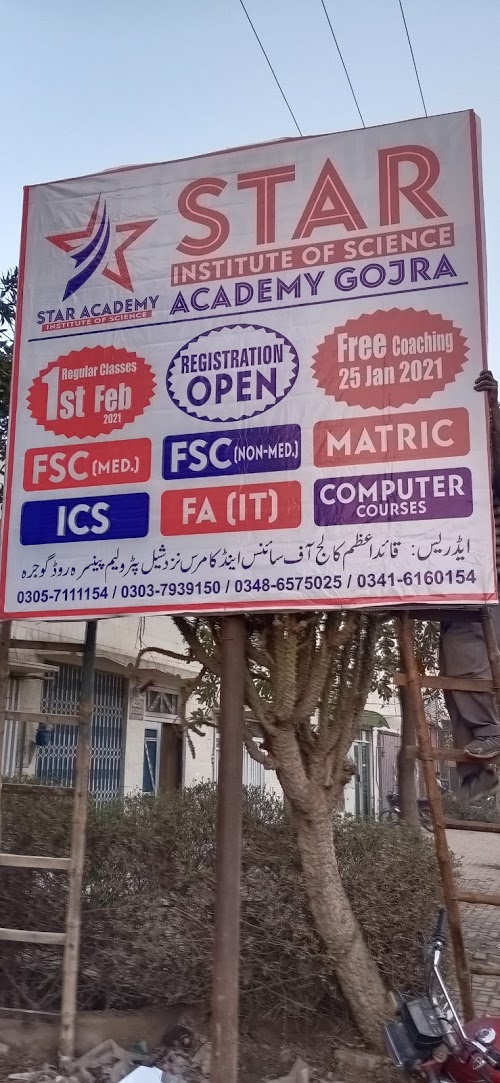 STAR
INSTITUTE OF SCIENCE
ACADEMY GOJRA
STAR ACADEMY
INSTITUTE OF SCIENCE
Regular Classes
1st Feb
2021
REGISTRATION
OPEN
Free Coaching
25 Jan 2021
FSC (MED.)
FSC (NON-MED.)
MATRIC
ICS
FA (IT)
COMPUTER
COURSES
ایڈریس: قائداعظم کالج آف سائنس اینڈ کامرس نزد شیل پٹرولیم پینسرہ روڈ گوجرہ
0305-7111154 / 0303-7939150 / 0348-6575025 / 0341-6160154